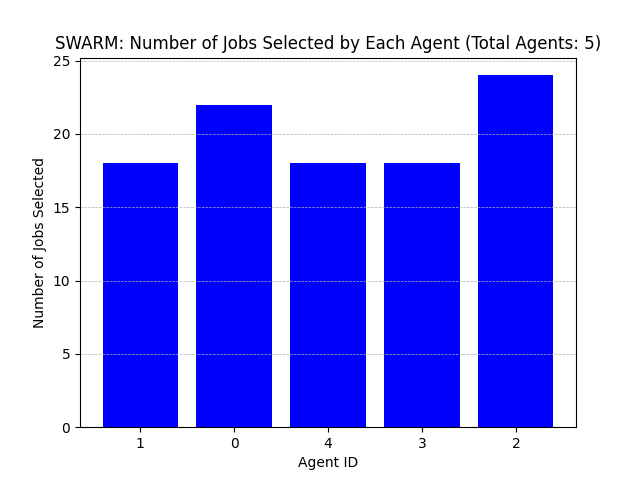 SWARM: Number of Jobs Selected by Each Agent (Total Agents: 5)
25
20
15
10
5
0
Number of Jobs Selected
1 0 4 3 2
Agent ID